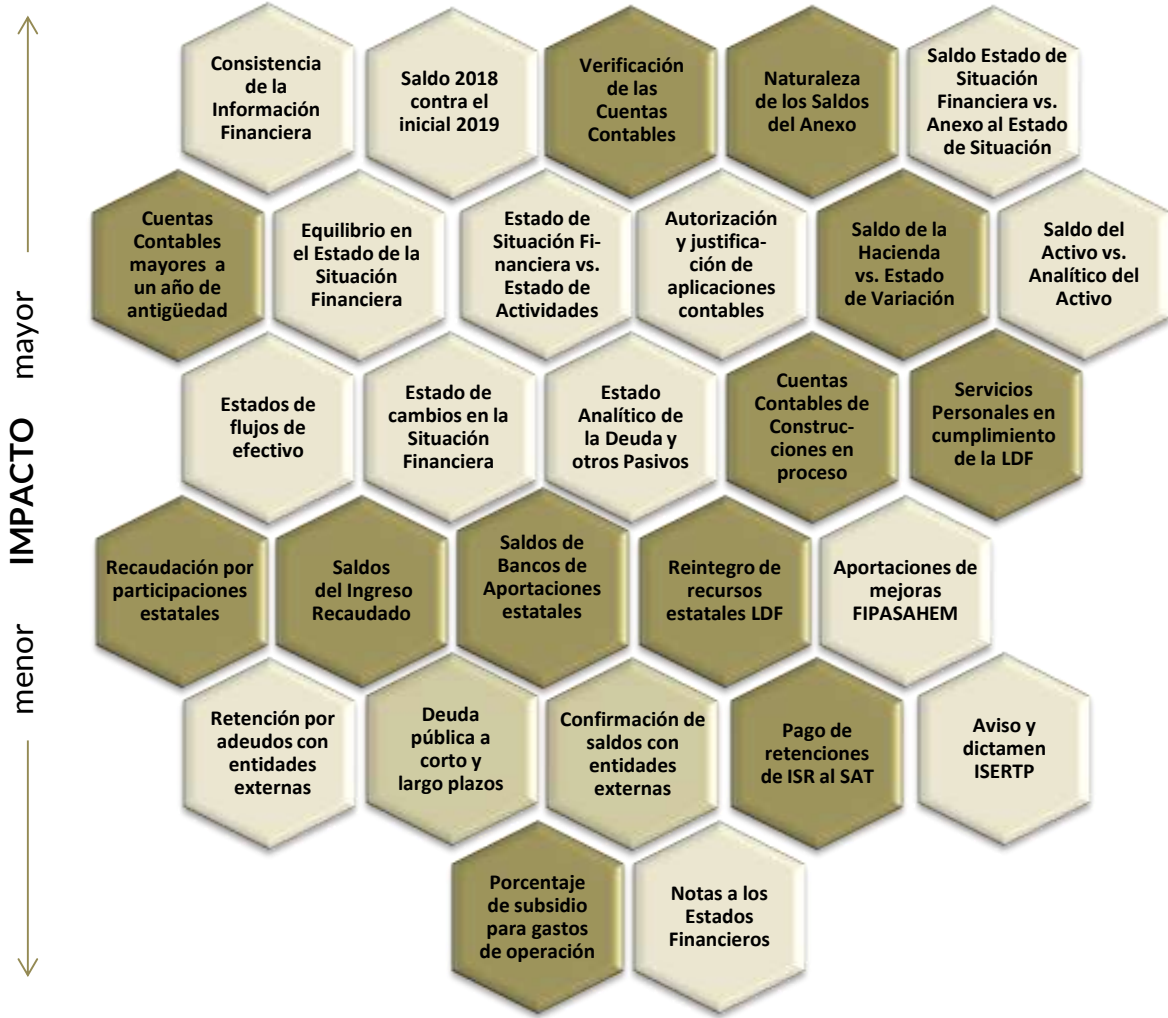 Consistencia
de la
Información
Financiera
Saldo 2018
contra el
inicial 2019
Verificación
de las
Cuentas
Contables
Naturaleza
de los Saldos
del Anexo
Saldo Estado de
Situación
Financiera vs.
Anexo al Estado
de Situación
Cuentas
Contables
mayores a
un año de
antigüedad
Equilibrio en
el Estado de la
Situación
Financiera
Estado de
Situación Fi-
nanciera vs.
Estado de
Actividades
Autorización
y justifica-
ción de
aplicaciones
contables
Saldo de la
Hacienda
vs. Estado
de Variación
Saldo del
Activo vs.
Analítico del
Activo
Estados de
flujos de
efectivo
Estado de
cambios en la
Situación
Financiera
Estado
Analítico de
la Deuda y
otros Pasivos
Cuentas
Contables de
Construc-
ciones en
proceso
Servicios
Personales en
cumplimiento
de la LDF
Recaudación por
participaciones
estatales
Saldos
del Ingreso
Recaudado
Saldos de
Bancos de
Aportaciones
estatales
Reintegro de
recursos
estatales LDF
Aportaciones de
mejoras
FIPASAHEM
Retención por
adeudos con
entidades
externas
Deuda
pública a
corto y
largo plazos
Confirmación de
saldos con
entidades
externas
Pago de
retenciones
de ISR al SAT
Aviso y
dictamen
ISERTP
Porcentaje
de subsidio
para gastos
de operación
Notas a los
Estados
Financieros
menor IMPACTO mayor